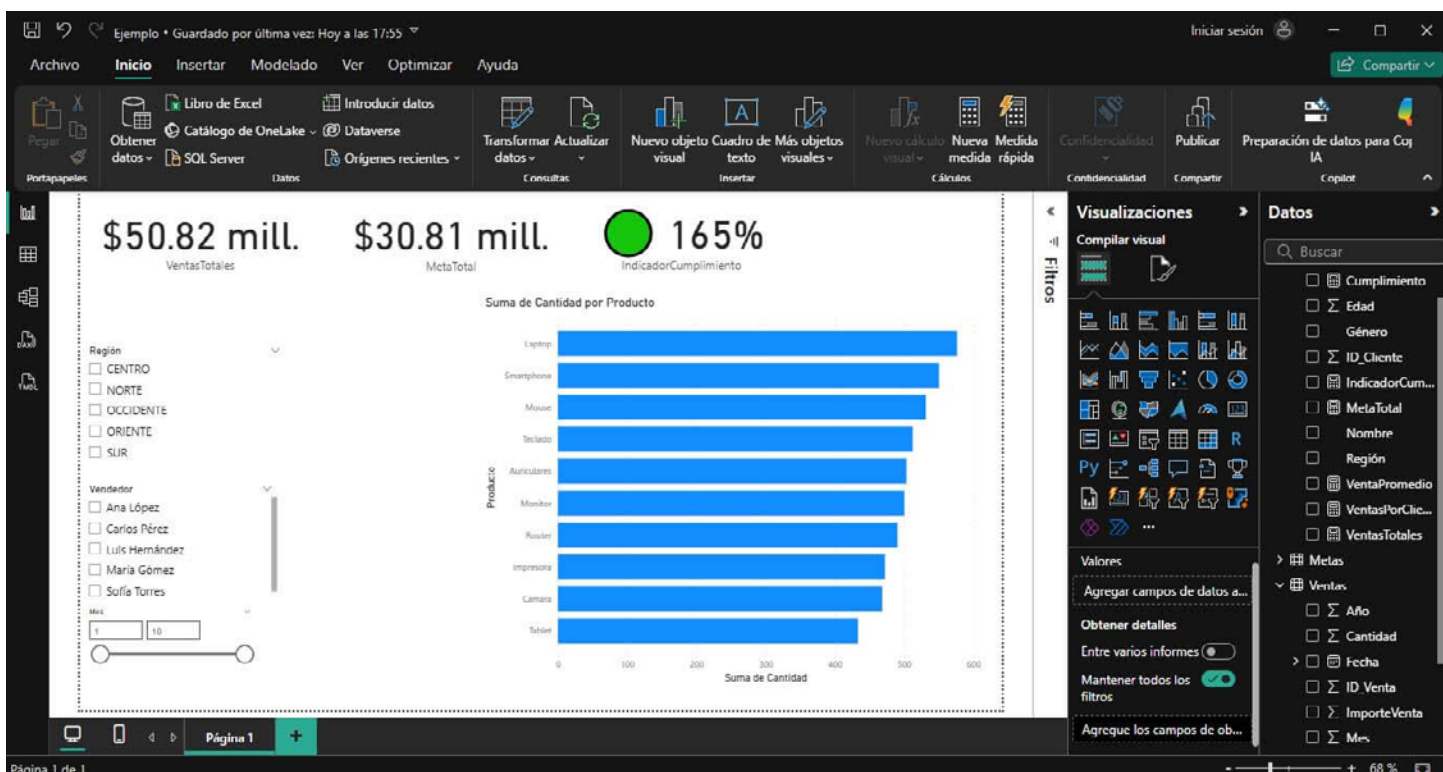 Ejemplo • Guardado por última vez: Hoy a las 17:55
Iniciar sesión
Archivo Inicio Insertar Modelado Ver Optimizar Ayuda
Compartir
Pegar
Obtener datos
Libro de Excel
Catálogo de OneLake
SQL Server
Introducir datos
Dataverse
Orígenes recientes
Transformar datos
Actualizar
Nuevo objeto visual
Cuadro de texto
Más objetos visuales
Nuevo cálculo visual
Nueva medida
Medida rápida
Confidencialidad
Publicar
Preparación de datos para Cop
IA
Portapapeles
Datos
Consultas
Insertar
Cálculos
Confidencialidad
Compartir
Copilot
$50.82 mill.
VentasTotales
$30.81 mill.
MetaTotal
165%
IndicadorCumplimiento
Región
CENTRO
NORTE
OCCIDENTE
ORIENTE
SUR
Vendedor
Ana López
Carlos Pérez
Luis Hernández
María Gómez
Sofía Torres
Mes
1 10
Suma de Cantidad por Producto
Producto
Laptop
Smartphone
Mouse
Teclado
Auriculares
Monitor
Router
Impresora
Camara
Tablet
0 100 200 300 400 500 600
Suma de Cantidad
Filtros
Visualizaciones
Compilar visual
R
Py
123
Valores
Agregar campos de datos a...
Obtener detalles
Entre varios informes
Mantener todos los
filtros
Agregue los campos de ob...
Datos
Buscar
Cumplimiento
Edad
Género
ID_Cliente
IndicadorCum...
MetaTotal
Nombre
Región
VentaPromedio
VentasPorClie...
VentasTotales
Metas
Ventas
Año
Cantidad
Fecha
ID_Venta
ImporteVenta
Mes
Página 1
Página 1 de 1
68 %